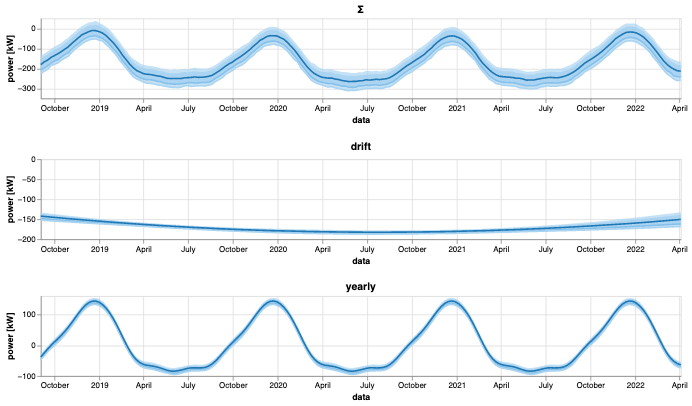 Σ
power [kW]
0
−100
−200
−300
October 2019 April July October 2020 April July October 2021 April July October 2022 April
data
drift
power [kW]
0
−50
−100
−150
−200
October 2019 April July October 2020 April July October 2021 April July October 2022 April
data
yearly
power [kW]
100
0
−100
October 2019 April July October 2020 April July October 2021 April July October 2022 April
data